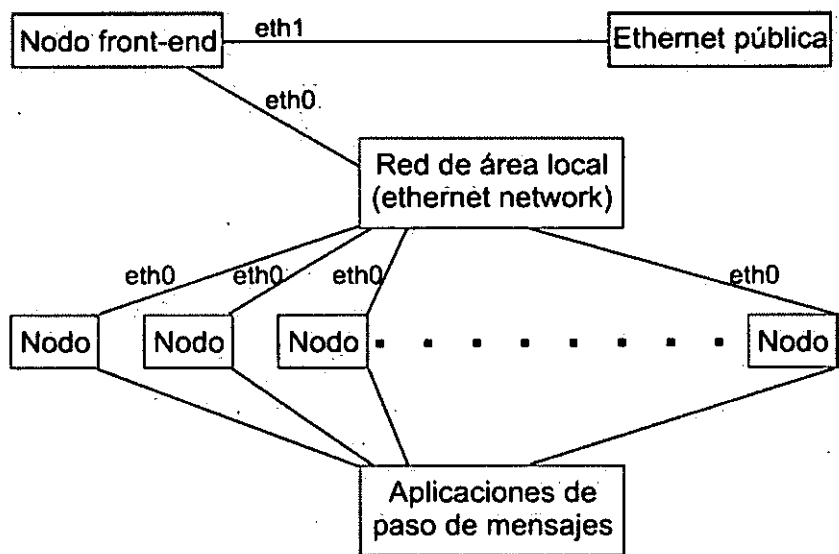 Nodo front-end
eth1
Ethernet pública
eth0
Red de área local
(ethernet network)
eth0
eth0
eth0
eth0
Nodo
Nodo
Nodo
Nodo
Aplicaciones de
paso de mensajes